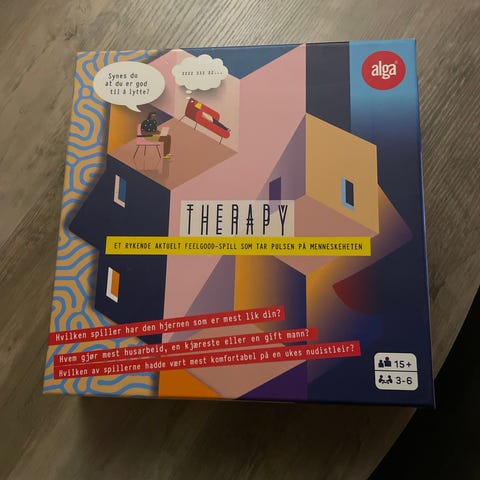 Synes du
at du er god
til å lytte?
zzzz zzz zz...
alga
THERAPY
ET RYKENDE AKTUELT FEELGOOD-SPILL SOM TAR PULSEN PÅ MENNESKEHETEN
Hvilken spiller har den hjernen som er mest lik din?
Hvem gjør mest husarbeid, en kjæreste eller en gift mann?
Hvilken av spillerne hadde vært mest komfortabel på en ukes nudistleir?
15+
3-6